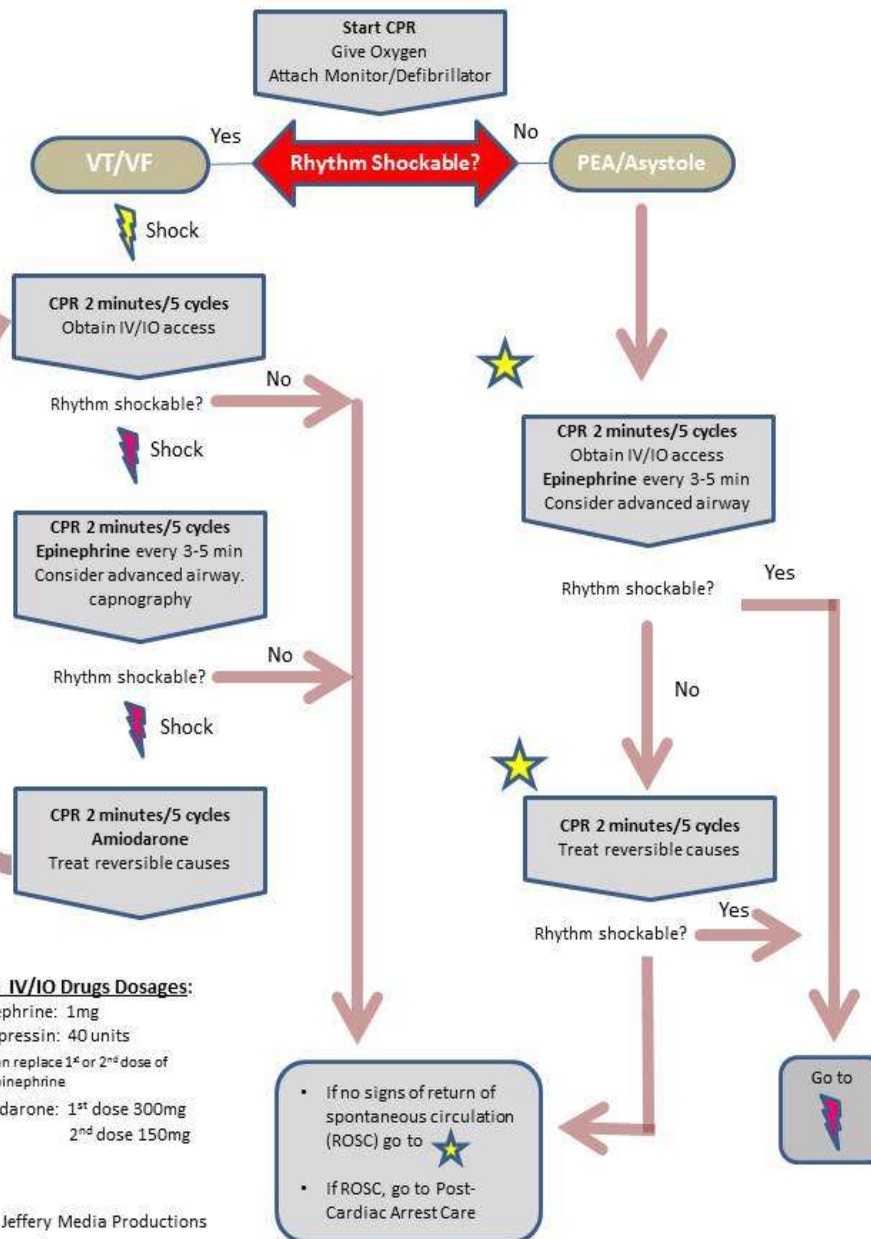 Start CPR
Give Oxygen
Attach Monitor/Defibrillator
Yes
No
VT/VF
Rhythm Shockable?
PEA/Asystole
Shock
CPR 2 minutes/5 cycles
Obtain IV/IO access
No
Rhythm shockable?
Shock
CPR 2 minutes/5 cycles
Epinephrine every 3-5 min
Consider advanced airway.
capnography
No
Rhythm shockable?
Shock
CPR 2 minutes/5 cycles
Amiodarone
Treat reversible causes
CPR 2 minutes/5 cycles
Obtain IV/IO access
Epinephrine every 3-5 min
Consider advanced airway
Yes
Rhythm shockable?
No
CPR 2 minutes/5 cycles
Treat reversible causes
Yes
Rhythm shockable?
IV/IO Drugs Dosages:
ephrine: 1mg
pressin: 40 units
an replace 1st or 2nd dose of
pinephrine
darone: 1st dose 300mg
2nd dose 150mg
• If no signs of return of
spontaneous circulation
(ROSC) go to
• If ROSC, go to Post-
Cardiac Arrest Care
Go to
Jeffery Media Productions